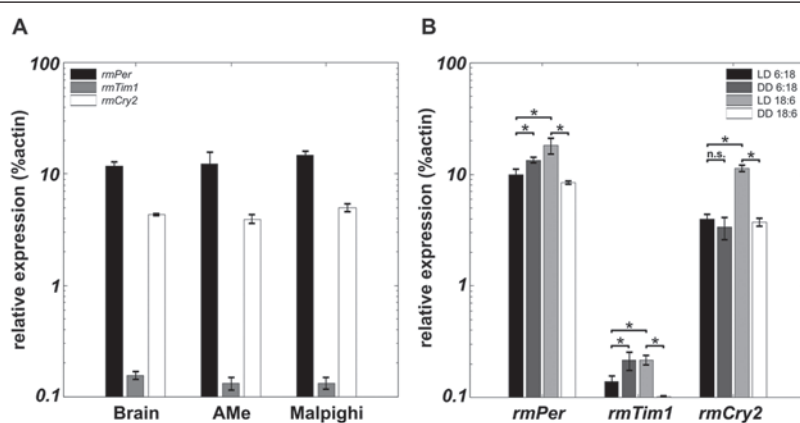 A
B
relative expression (%actin)
100
10
1
0.1
rmPer
rmTim1
rmCry2
Brain
AMe
Malpighi
relative expression (%actin)
100
10
1
0.1
LD 6:18
DD 6:18
LD 18:6
DD 18:6
*
*
*
*
*
*
*
n.s.
*
rmPer
rmTim1
rmCry2